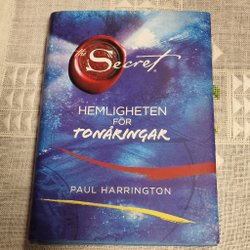 the
Secret
HEMLIGHETEN
FÖR
TONÅRINGAR
PAUL HARRINGTON